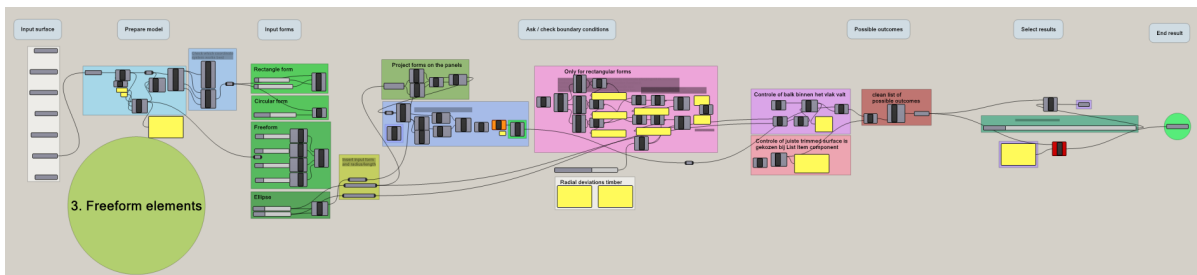 Input surface
Prepare model
Input forms
Ask / check boundary conditions
Possible outcomes
Select results
End result
Rectangle form
Circular form
Freeform
Ellipse
Project forms on the panels
Only for rectangular forms
Radial deviations timber
Controle of balk binnen het vlak valt
Controle of juiste trimmed surface is
gekozen bij List Item component
clean list of
possible outcomes
3. Freeform elements